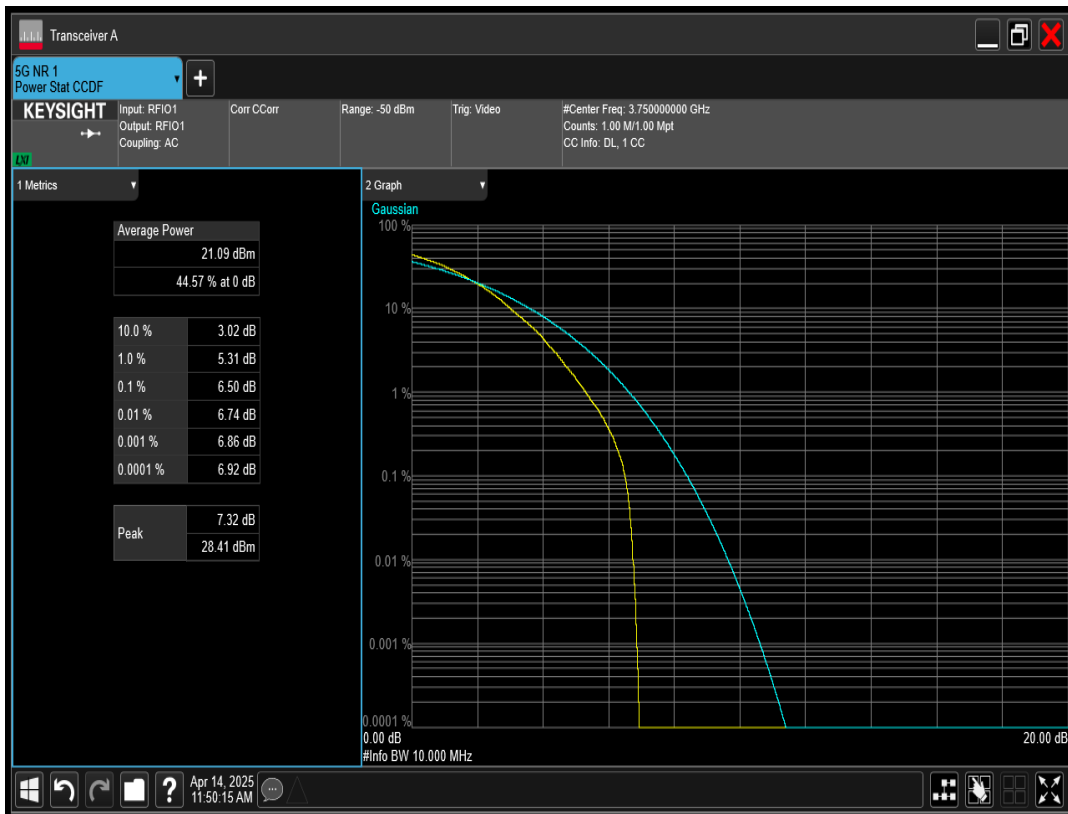 Transceiver A
5G NR 1
Power Stat CCDF
+
KEYSIGHT
LXI
Input: RFIO1
Output: RFIO1
Coupling: AC
Corr CCorr
Range: -50 dBm
Trig: Video
#Center Freq: 3.750000000 GHz
Counts: 1.00 M/1.00 Mpt
CC Info: DL, 1 CC
1 Metrics
Average Power
21.09 dBm
44.57 % at 0 dB
10.0 % 3.02 dB
1.0 % 5.31 dB
0.1 % 6.50 dB
0.01 % 6.74 dB
0.001 % 6.86 dB
0.0001 % 6.92 dB
Peak 7.32 dB
28.41 dBm
2 Graph
Gaussian
100 %
10 %
1 %
0.1 %
0.01 %
0.001 %
0.0001 %
0.00 dB 20.00 dB
#Info BW 10.000 MHz
?
Apr 14, 2025
11:50:15 AM